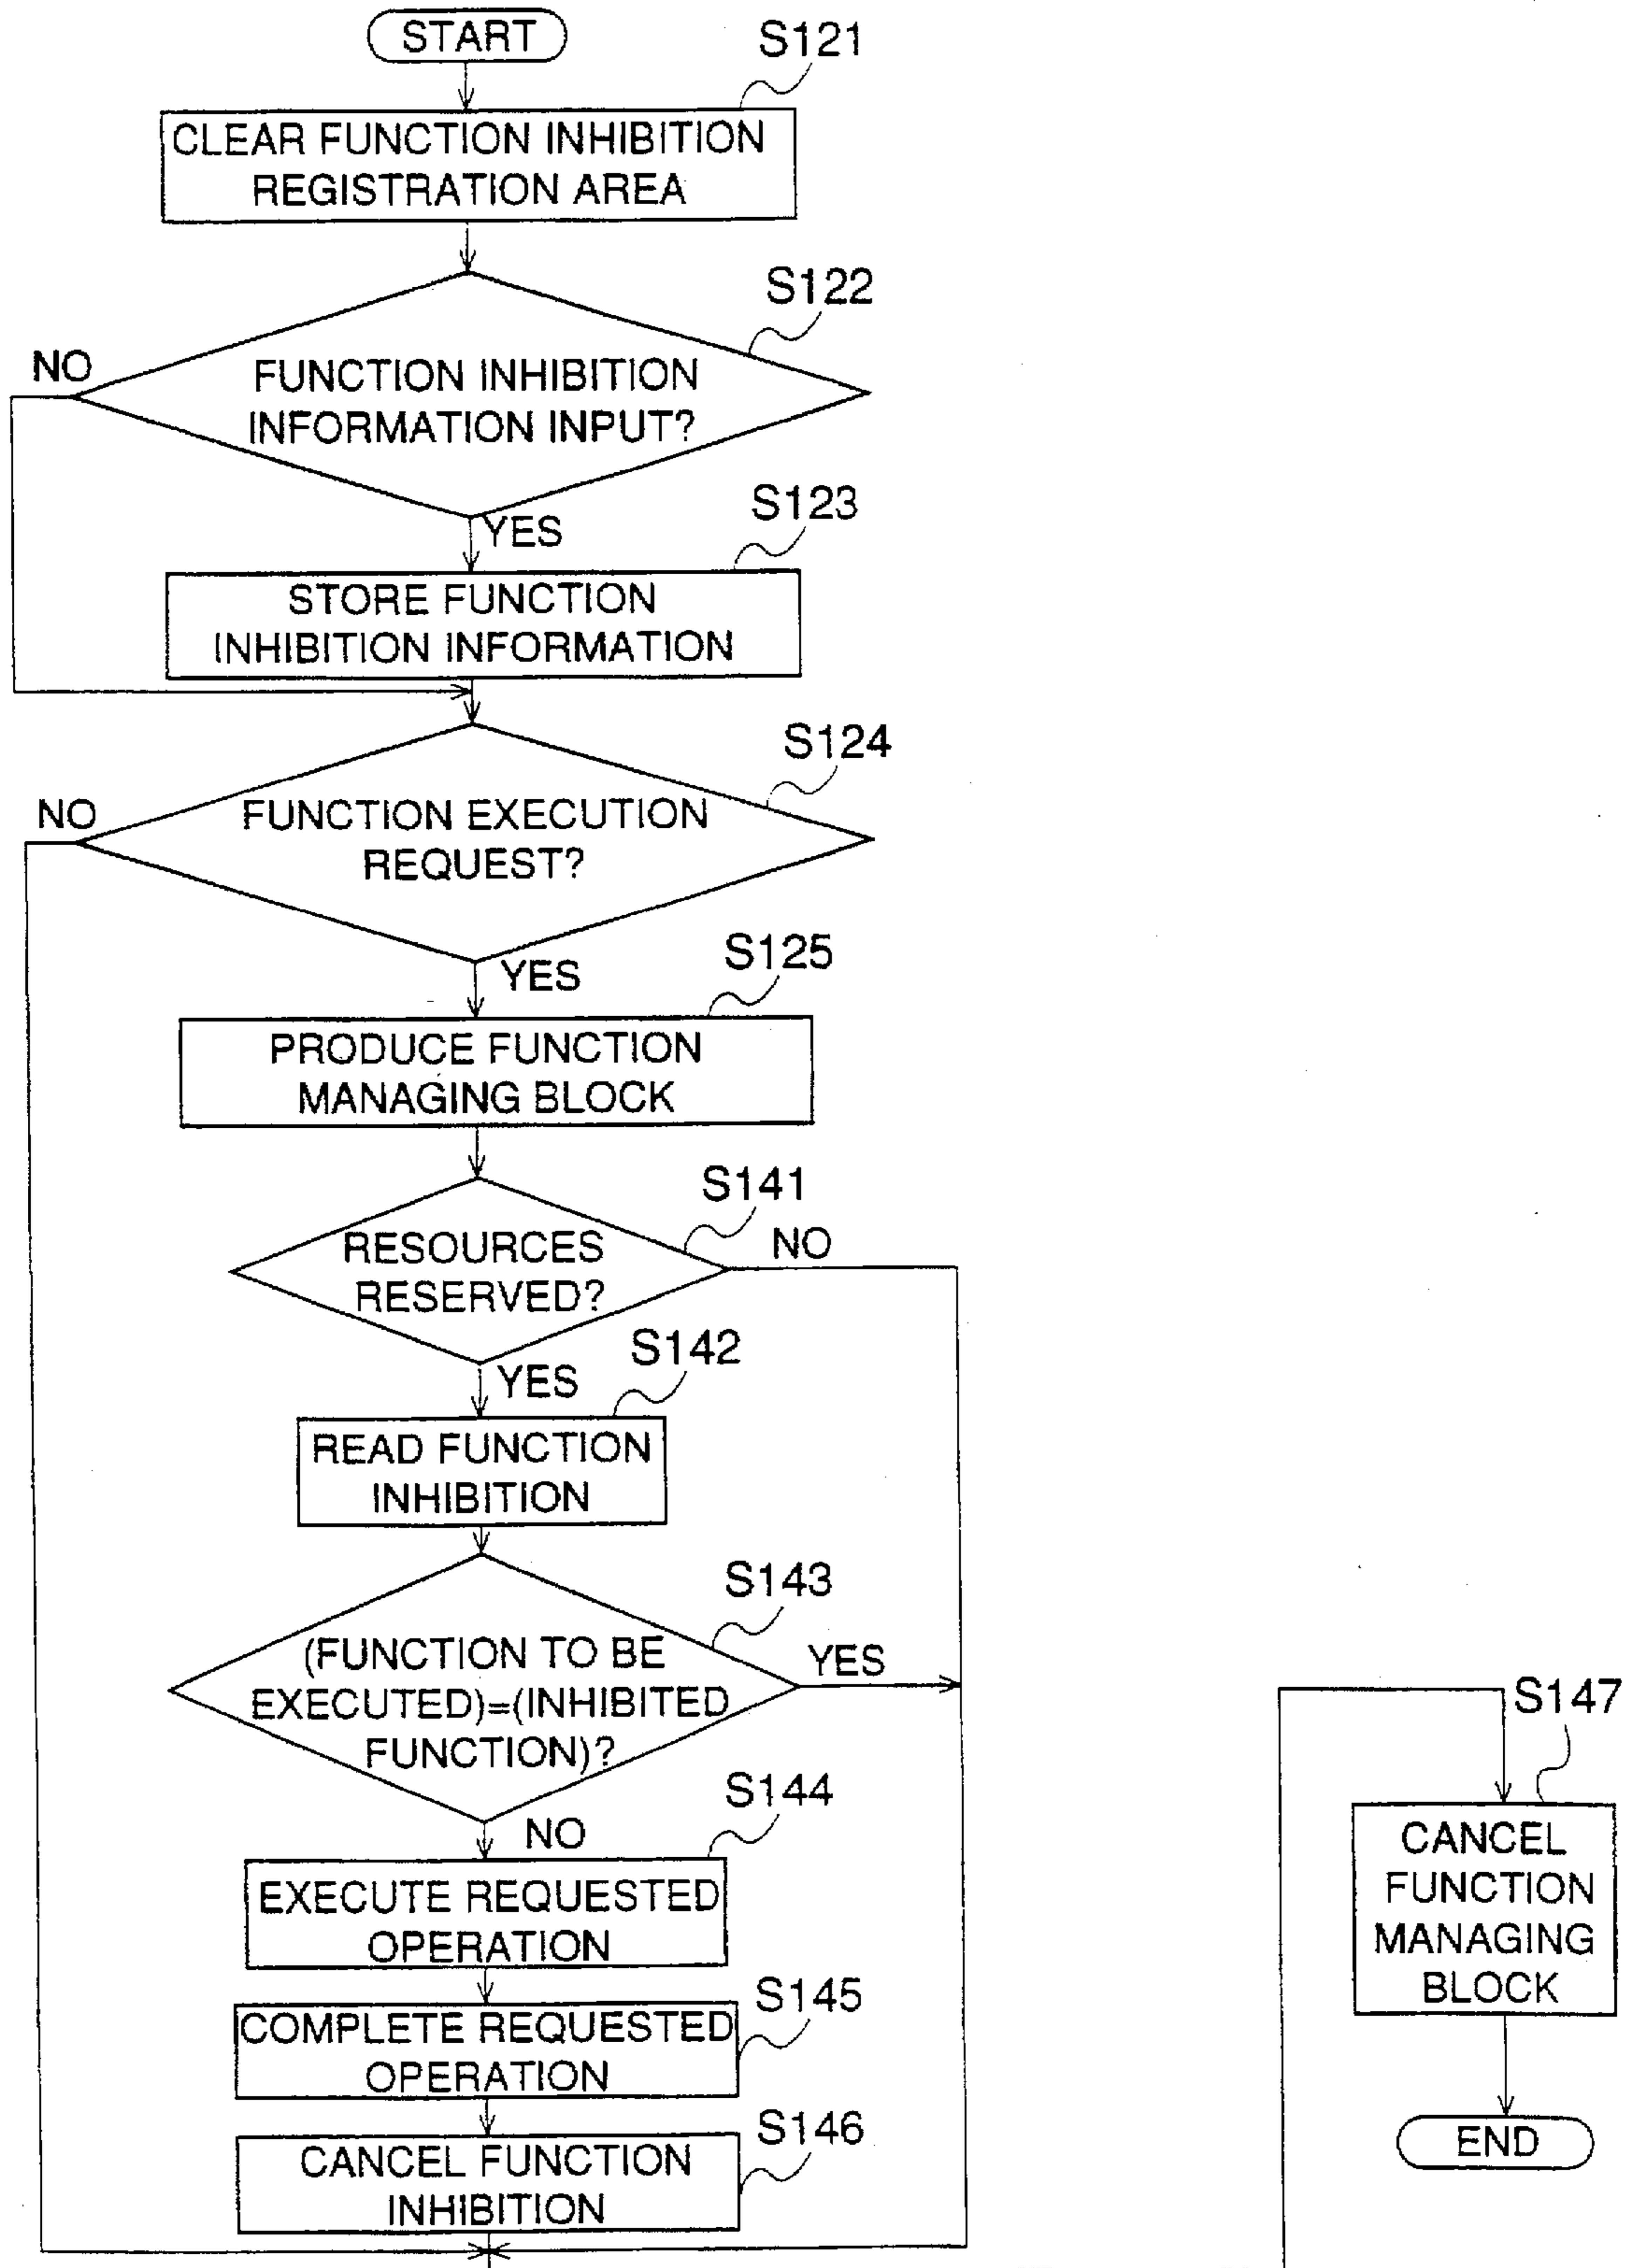 START
S121
CLEAR FUNCTION INHIBITION
REGISTRATION AREA
S122
NO
FUNCTION INHIBITION
INFORMATION INPUT?
S123
YES
STORE FUNCTION
INHIBITION INFORMATION
S124
NO
FUNCTION EXECUTION
REQUEST?
S125
YES
PRODUCE FUNCTION
MANAGING BLOCK
S141
NO
RESOURCES
RESERVED?
S142
YES
READ FUNCTION
INHIBITION
S143
(FUNCTION TO BE
YES
EXECUTED)=(INHIBITED
FUNCTION)?
S144
NO
EXECUTE REQUESTED
OPERATION
S145
COMPLETE REQUESTED
OPERATION
S146
CANCEL FUNCTION
INHIBITION
S147
CANCEL
FUNCTION
MANAGING
BLOCK
END